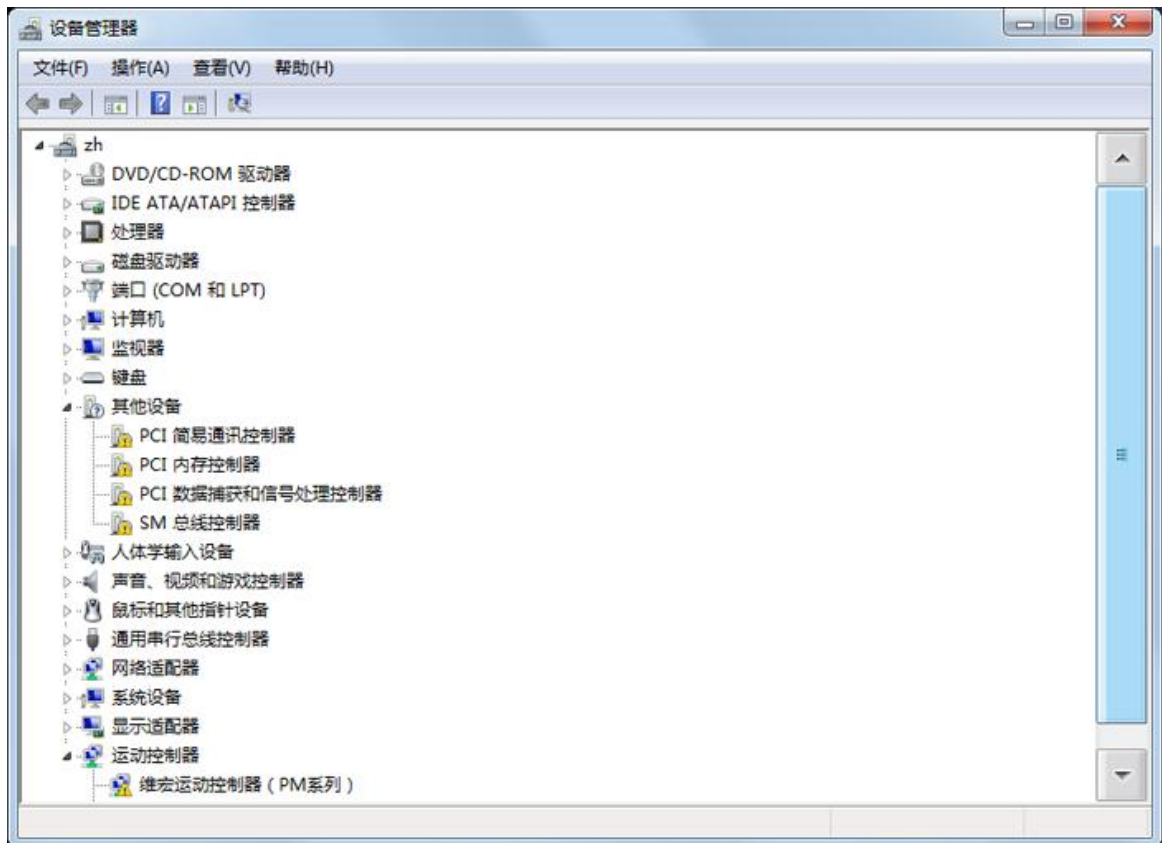 设备管理器
文件(F) 操作(A) 查看(V) 帮助(H)
zh
DVD/CD-ROM 驱动器
IDE ATA/ATAPI 控制器
处理器
磁盘驱动器
端口 (COM 和 LPT)
计算机
监视器
键盘
其他设备
PCI 简易通讯控制器
PCI 内存控制器
PCI 数据捕获和信号处理控制器
SM 总线控制器
人体学输入设备
声音、视频和游戏控制器
鼠标和其他指针设备
通用串行总线控制器
网络适配器
系统设备
显示适配器
运动控制器
维宏运动控制器 ( PM系列 )